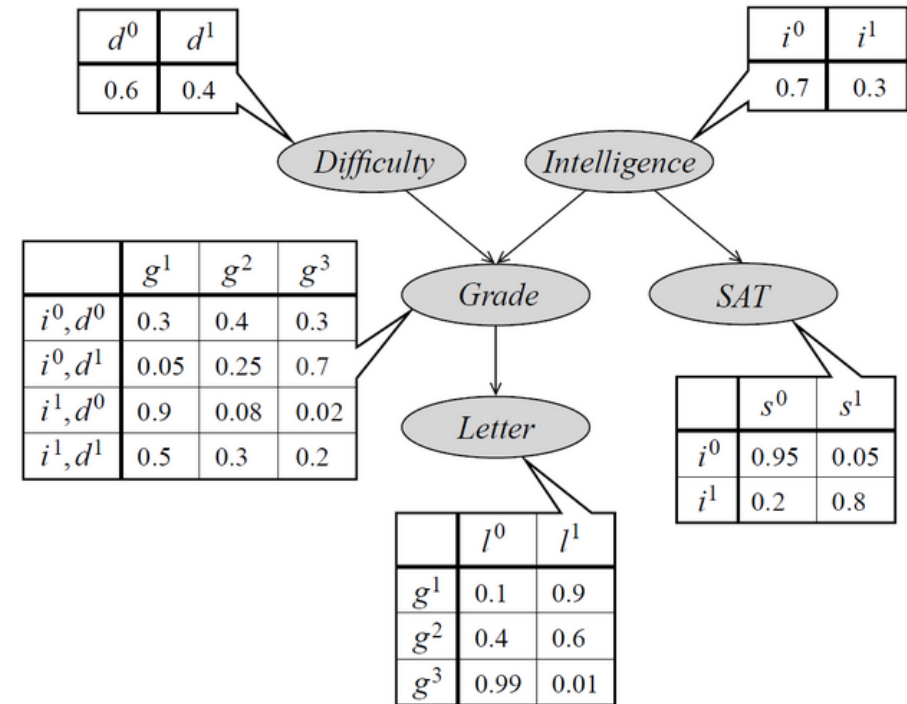 d⁰ d¹
0.6 0.4
i⁰ i¹
0.7 0.3
Difficulty
Intelligence
g¹ g² g³
i⁰,d⁰ 0.3 0.4 0.3
i⁰,d¹ 0.05 0.25 0.7
i¹,d⁰ 0.9 0.08 0.02
i¹,d¹ 0.5 0.3 0.2
Grade
SAT
Letter
s⁰ s¹
i⁰ 0.95 0.05
i¹ 0.2 0.8
l⁰ l¹
g¹ 0.1 0.9
g² 0.4 0.6
g³ 0.99 0.01